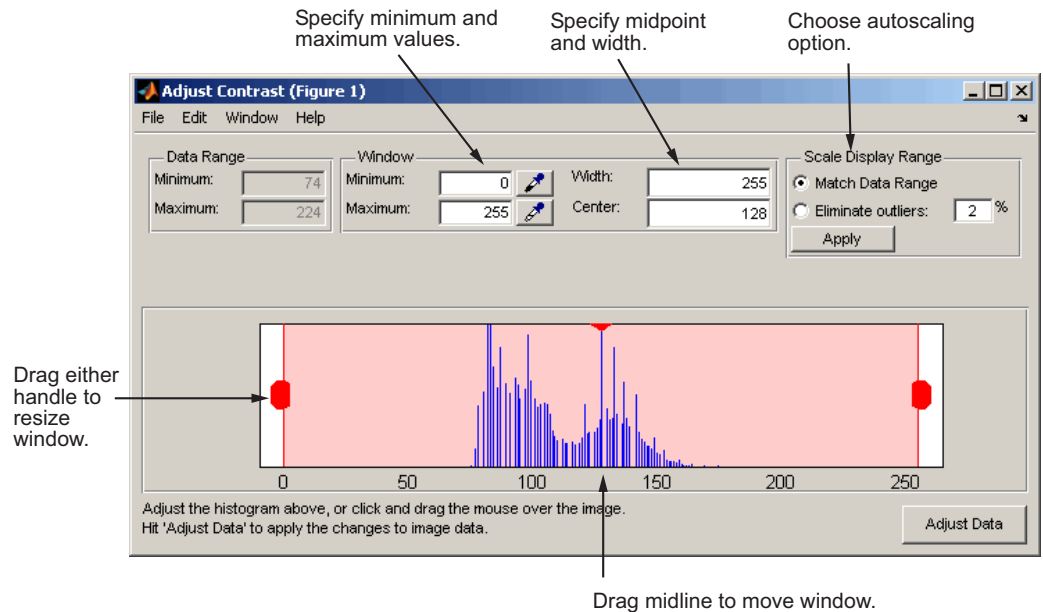 Specify minimum and
maximum values.
Specify midpoint
and width.
Choose autoscaling
option.
Adjust Contrast (Figure 1)
File Edit Window Help
Data Range
Minimum: 74
Maximum: 224
Window
Minimum: 0
Maximum: 255
Width: 255
Center: 128
Scale Display Range
Match Data Range
Eliminate outliers: 2 %
Apply
Drag either
handle to
resize
window.
0 50 100 150 200 250
Adjust the histogram above, or click and drag the mouse over the image.
Hit 'Adjust Data' to apply the changes to image data.
Adjust Data
Drag midline to move window.